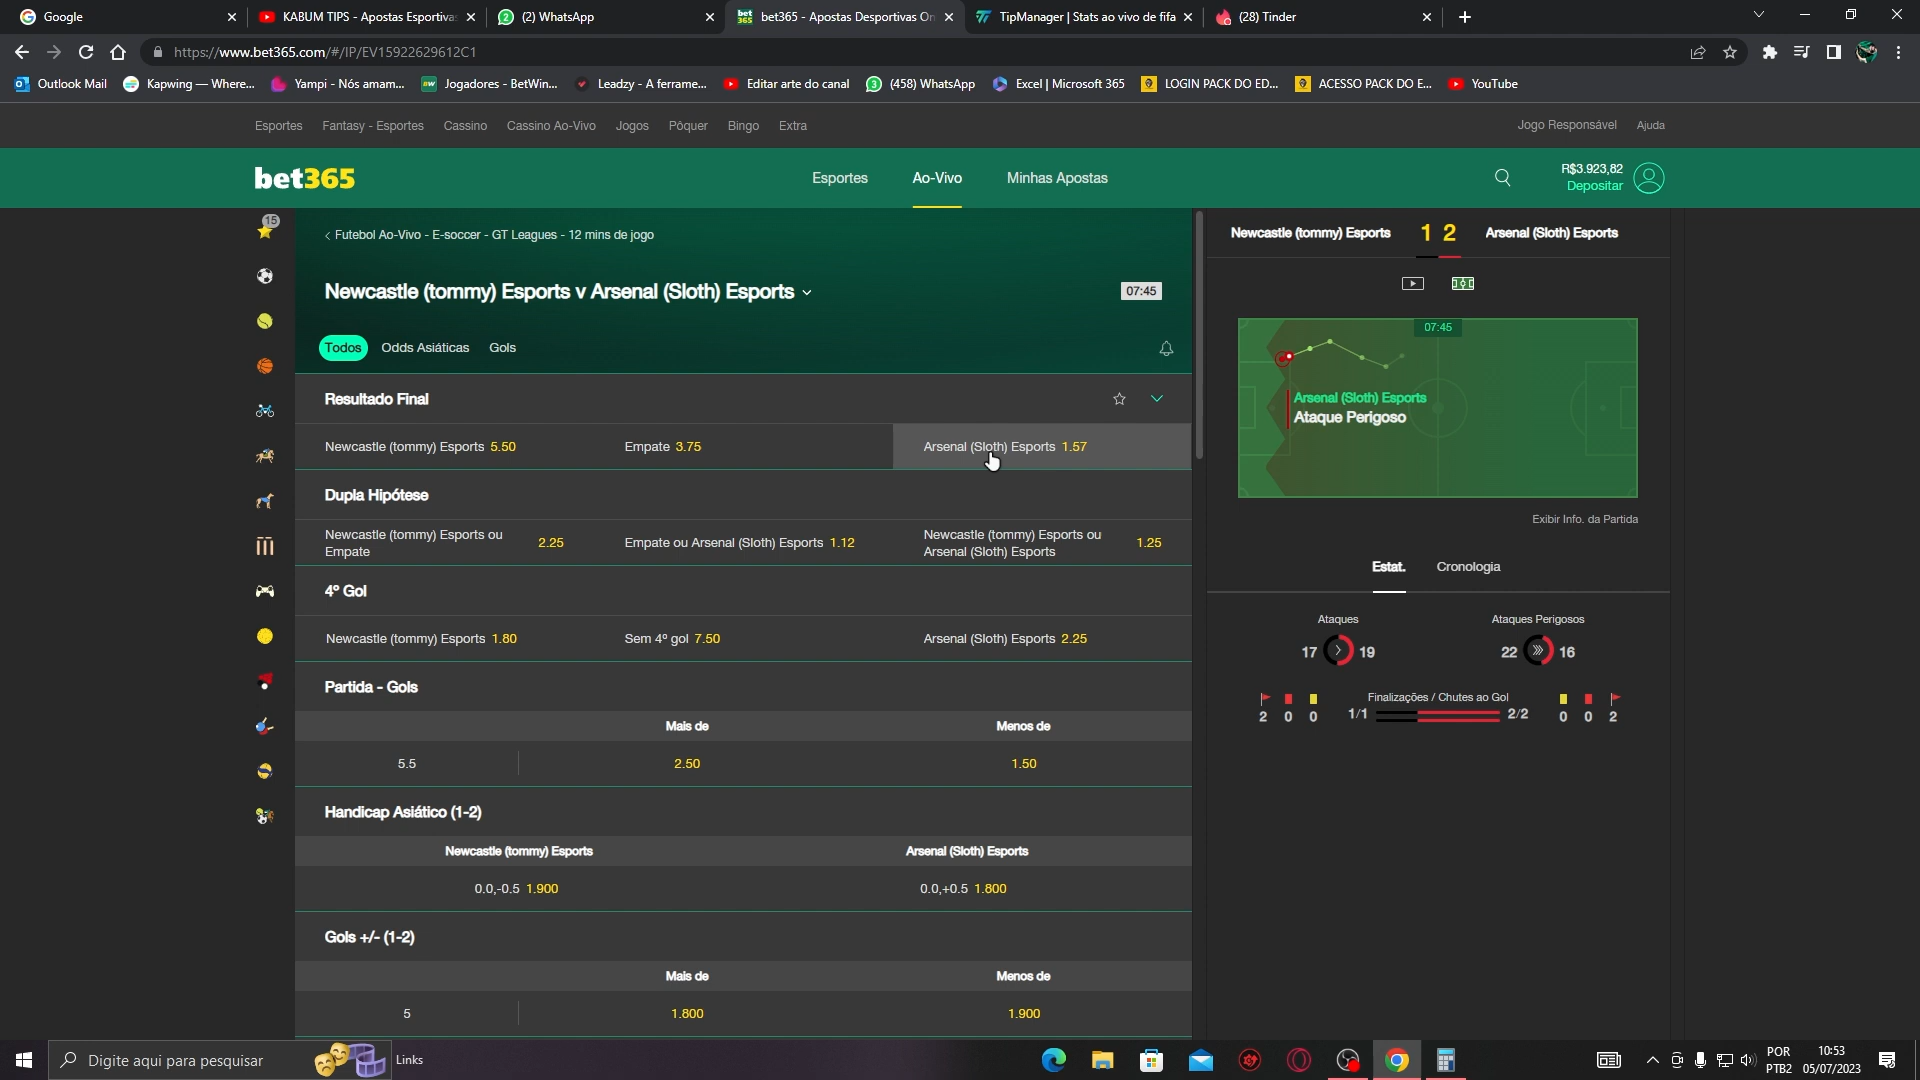 Google
KABUM TIPS - Apostas Esportivas
(2) WhatsApp
bet365 - Apostas Desportivas On
TipManager | Stats ao vivo de fifa
(28) Tinder
https://www.bet365.com/#/IP/EV15922629612C1
Outlook Mail
Kapwing — Where...
Yampi - Nós amam...
Jogadores - BetWin...
Leadzy - A ferrame...
Editar arte do canal
(458) WhatsApp
Excel | Microsoft 365
LOGIN PACK DO ED...
ACESSO PACK DO E...
YouTube
Esportes
Fantasy - Esportes
Cassino
Cassino Ao-Vivo
Jogos
Pôquer
Bingo
Extra
Jogo Responsável
Ajuda
bet365
Esportes
Ao-Vivo
Minhas Apostas
R$3.923,82
Depositar
15
Futebol Ao-Vivo - E-soccer - GT Leagues - 12 mins de jogo
Newcastle (tommy) Esports v Arsenal (Sloth) Esports
07:45
Todos
Odds Asiáticas
Gols
Resultado Final
Newcastle (tommy) Esports 5.50
Empate 3.75
Arsenal (Sloth) Esports 1.57
Dupla Hipótese
Newcastle (tommy) Esports ou
Empate
2.25
Empate ou Arsenal (Sloth) Esports 1.12
Newcastle (tommy) Esports ou
Arsenal (Sloth) Esports
1.25
4º Gol
Newcastle (tommy) Esports 1.80
Sem 4º gol 7.50
Arsenal (Sloth) Esports 2.25
Partida - Gols
Mais de
Menos de
5.5
2.50
1.50
Handicap Asiático (1-2)
Newcastle (tommy) Esports
Arsenal (Sloth) Esports
0.0,-0.5 1.900
0.0,+0.5 1.800
Gols +/- (1-2)
Mais de
Menos de
5
1.800
1.900
Newcastle (tommy) Esports
1 2
Arsenal (Sloth) Esports
07:45
Arsenal (Sloth) Esports
Ataque Perigoso
Exibir Info. da Partida
Estat.
Cronologia
Ataques
17
19
Ataques Perigosos
22
16
Finalizações / Chutes ao Gol
2 0 0
1/1
2/2
0 0 2
Digite aqui para pesquisar
Links
POR
PTB2
10:53
05/07/2023